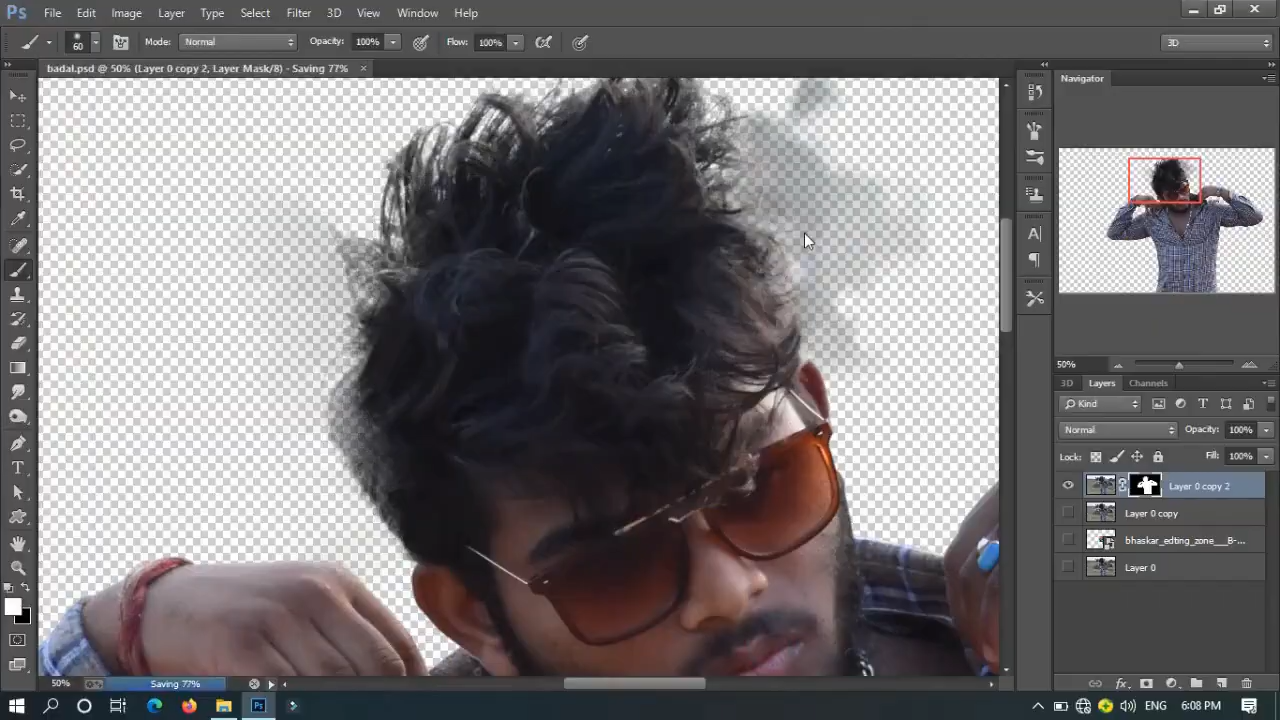 Ps File Edit Image Layer Type Select Filter 3D View Window Help
60 Mode: Normal Opacity: 100% Flow: 100% 3D
badal.psd @ 50% (Layer 0 copy 2, Layer Mask/8) - Saving 77% ×
Navigator
50%
3D Layers Channels
Kind
Normal Opacity: 100%
Lock: Fill: 100%
Layer 0 copy 2
Layer 0 copy
bhaskar_edting_zone___B-...
Layer 0
50% Saving 77%
ENG 6:08 PM